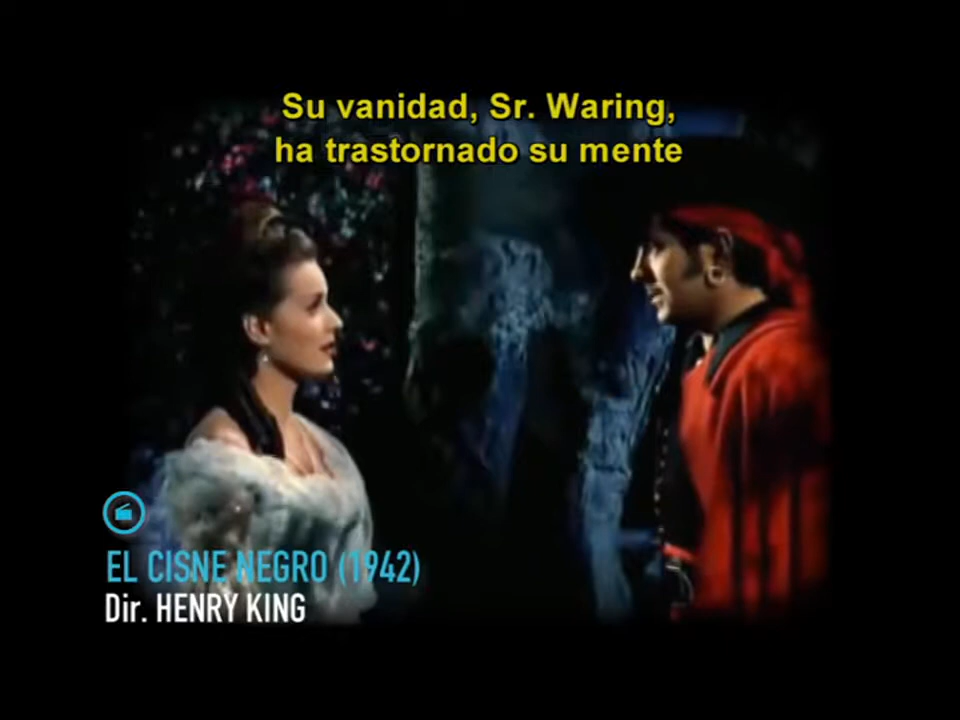 Su vanidad, Sr. Waring,
ha trastornado su mente
EL CISNE NEGRO (1942)
Dir. HENRY KING